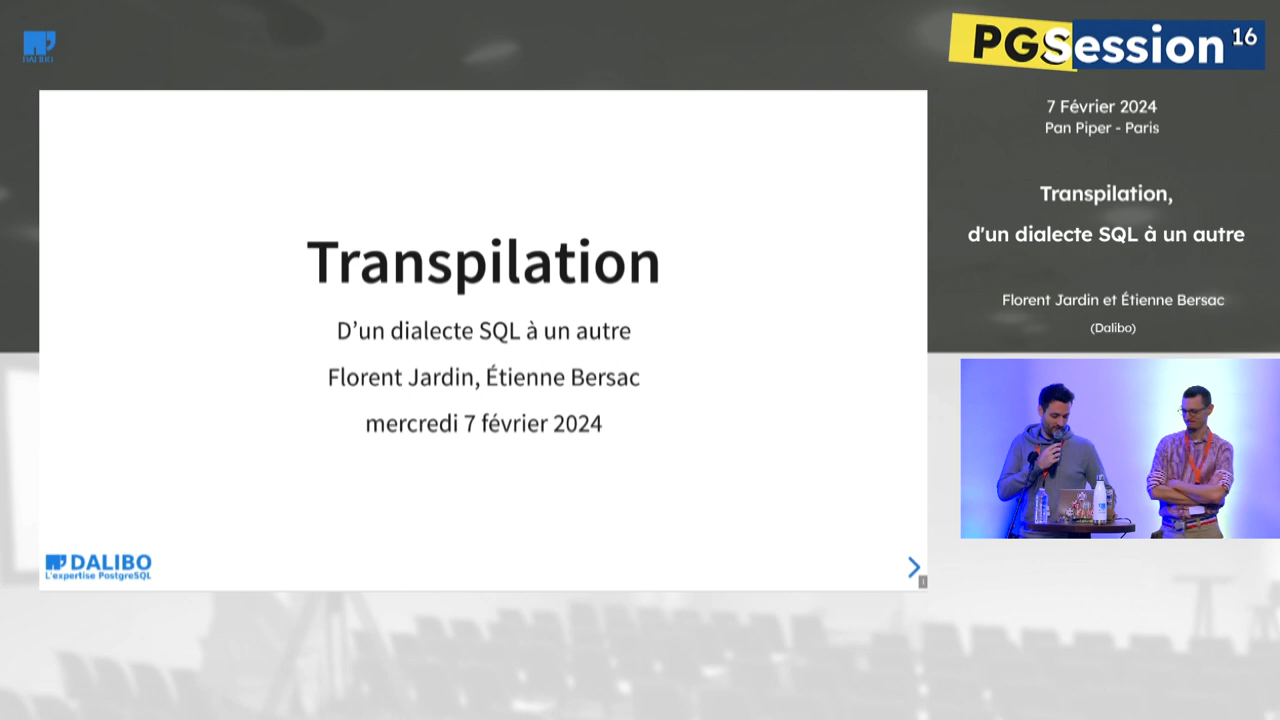 DALIBO
PGSession 16
7 Février 2024
Pan Piper - Paris
Transpilation,
d'un dialecte SQL à un autre
Florent Jardin et Étienne Bersac
(Dalibo)
Transpilation
D’un dialecte SQL à un autre
Florent Jardin, Étienne Bersac
mercredi 7 février 2024
DALIBO
L'expertise PostgreSQL